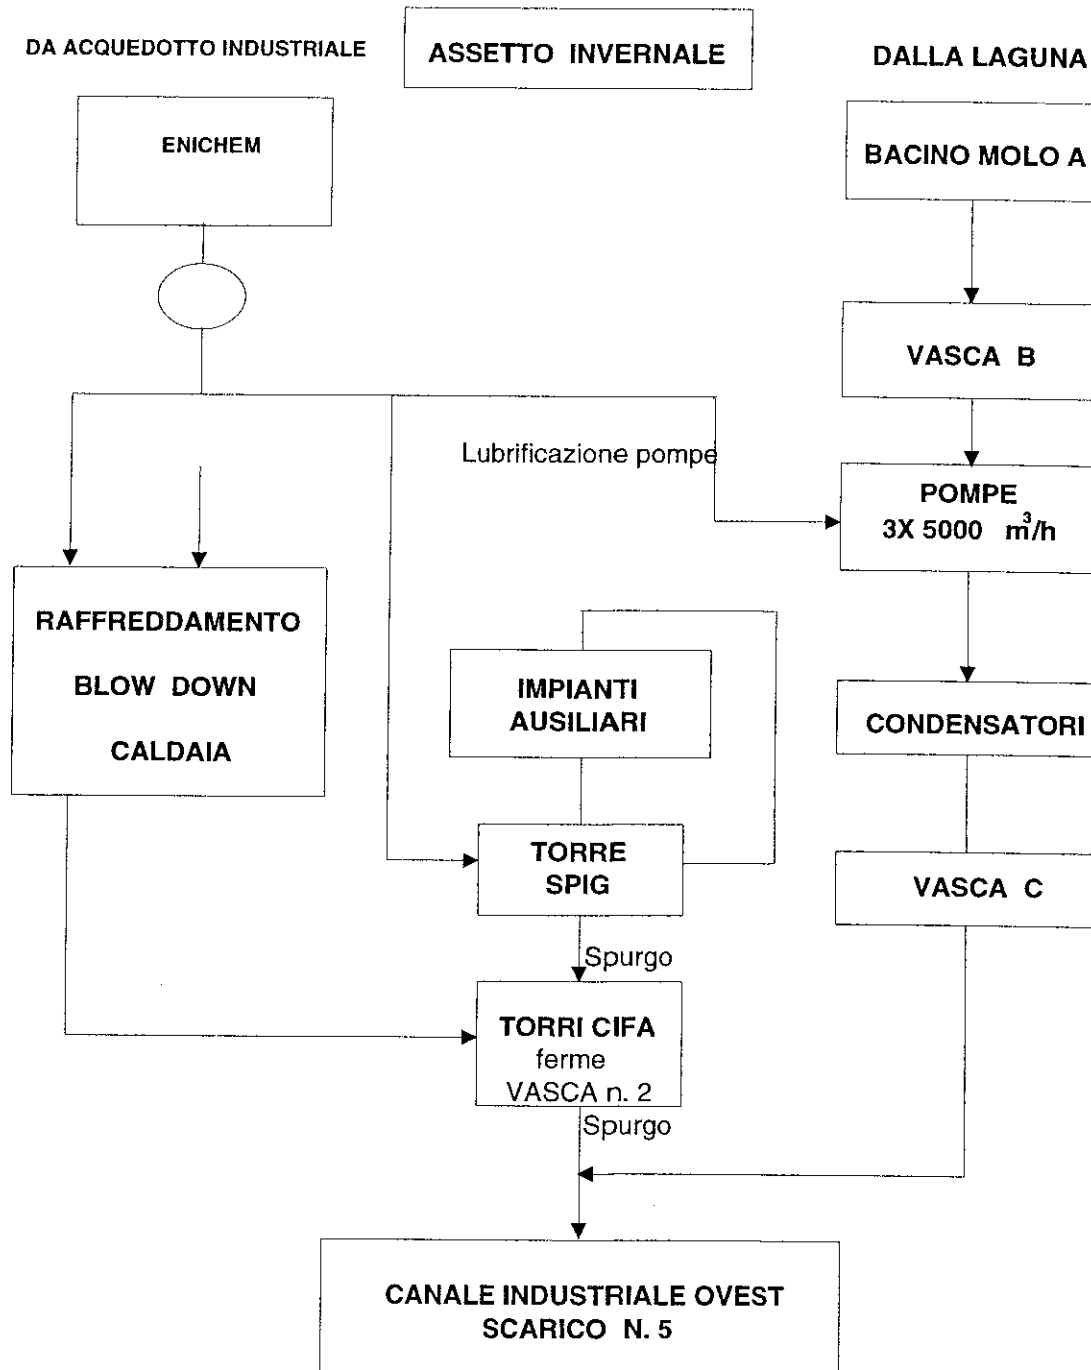 DA ACQUEDOTTO INDUSTRIALE
ASSETTO INVERNALE
DALLA LAGUNA
ENICHEM
BACINO MOLO A
VASCA B
Lubrificazione pompe
POMPE
3X 5000 m³/h
RAFFREDDAMENTO
BLOW DOWN
CALDAIA
IMPIANTI
AUSILIARI
CONDENSATORI
TORRE
SPIG
VASCA C
Spurgo
TORRI CIFA
ferme
VASCA n. 2
Spurgo
CANALE INDUSTRIALE OVEST
SCARICO N. 5